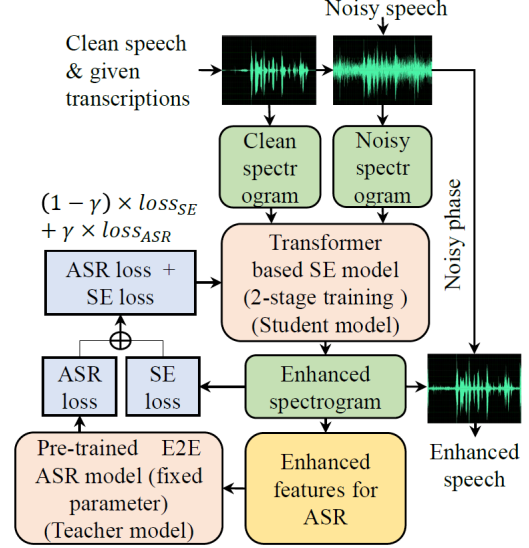 Noisy speech
Clean speech
& given
transcriptions
Clean
spectr
ogram
Noisy
spectr
ogram
Noisy phase
(1 − γ) × loss_SE
+ γ × loss_ASR
ASR loss +
SE loss
Transformer
based SE model
(2-stage training )
(Student model)
ASR
loss
SE
loss
Enhanced
spectrogram
Enhanced
speech
Pre-trained E2E
ASR model (fixed
parameter)
(Teacher model)
Enhanced
features for
ASR